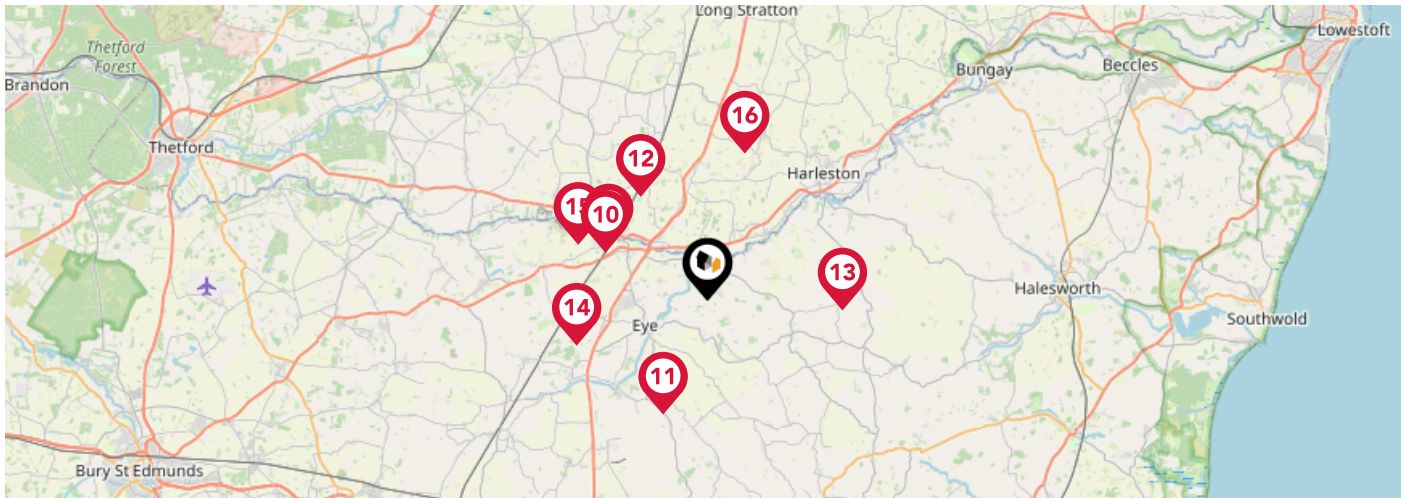 Long Stratton
Lowestoft
Thetford
Forest
Bungay
Beccles
Brandon
16
Thetford
12
Harleston
10
13
Halesworth
14
Eye
Southwold
11
Bury St Edmunds